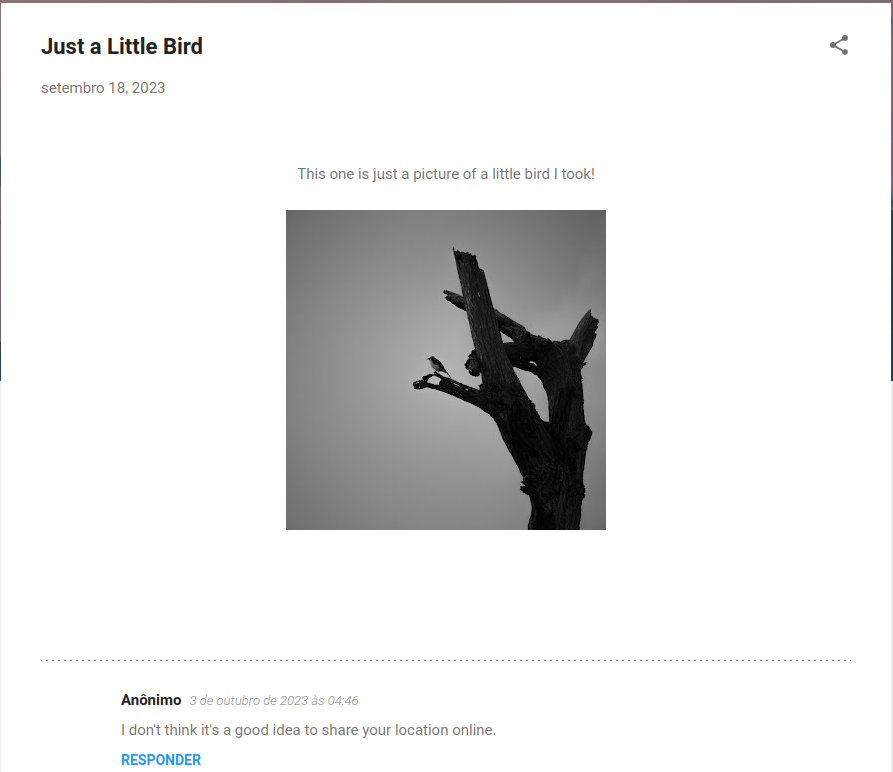 Just a Little Bird
setembro 18, 2023
This one is just a picture of a little bird I took!
Anônimo 3 de outubro de 2023 às 04:46
I don't think it's a good idea to share your location online.
RESPONDER